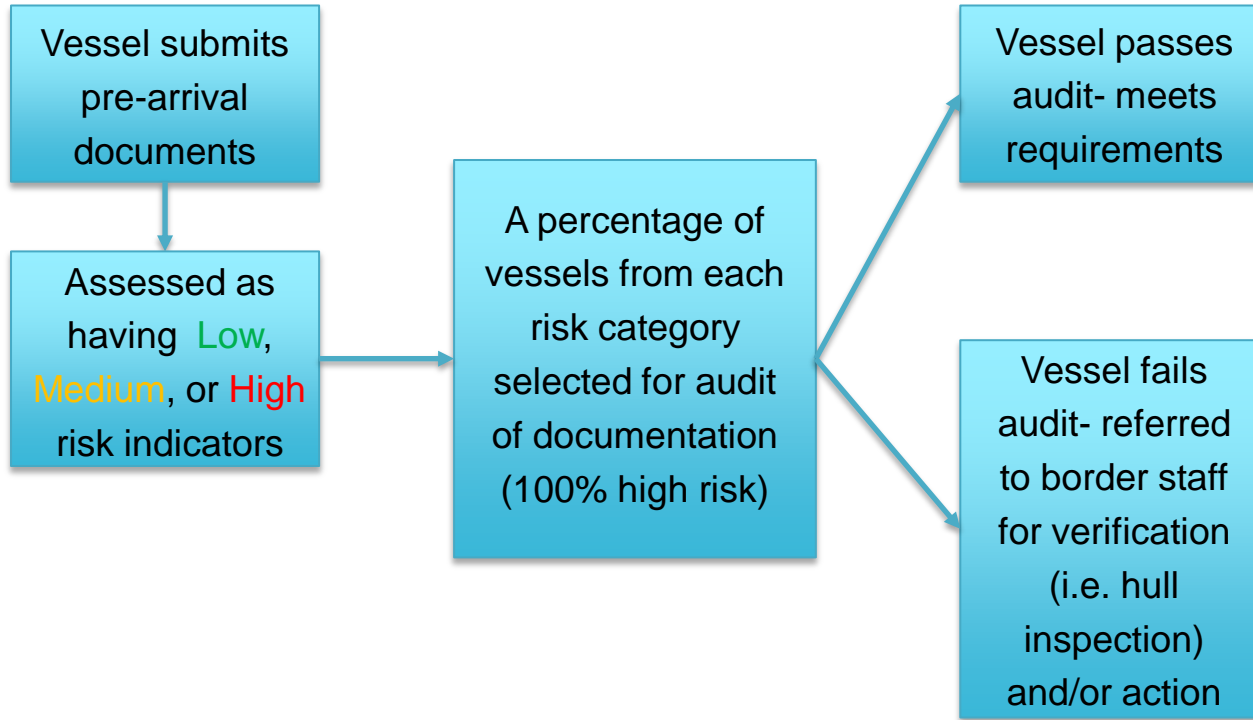 Vessel submits
pre-arrival
documents
Assessed as
having Low,
Medium, or High
risk indicators
A percentage of
vessels from each
risk category
selected for audit
of documentation
(100% high risk)
Vessel passes
audit- meets
requirements
Vessel fails
audit- referred
to border staff
for verification
(i.e. hull
inspection)
and/or action